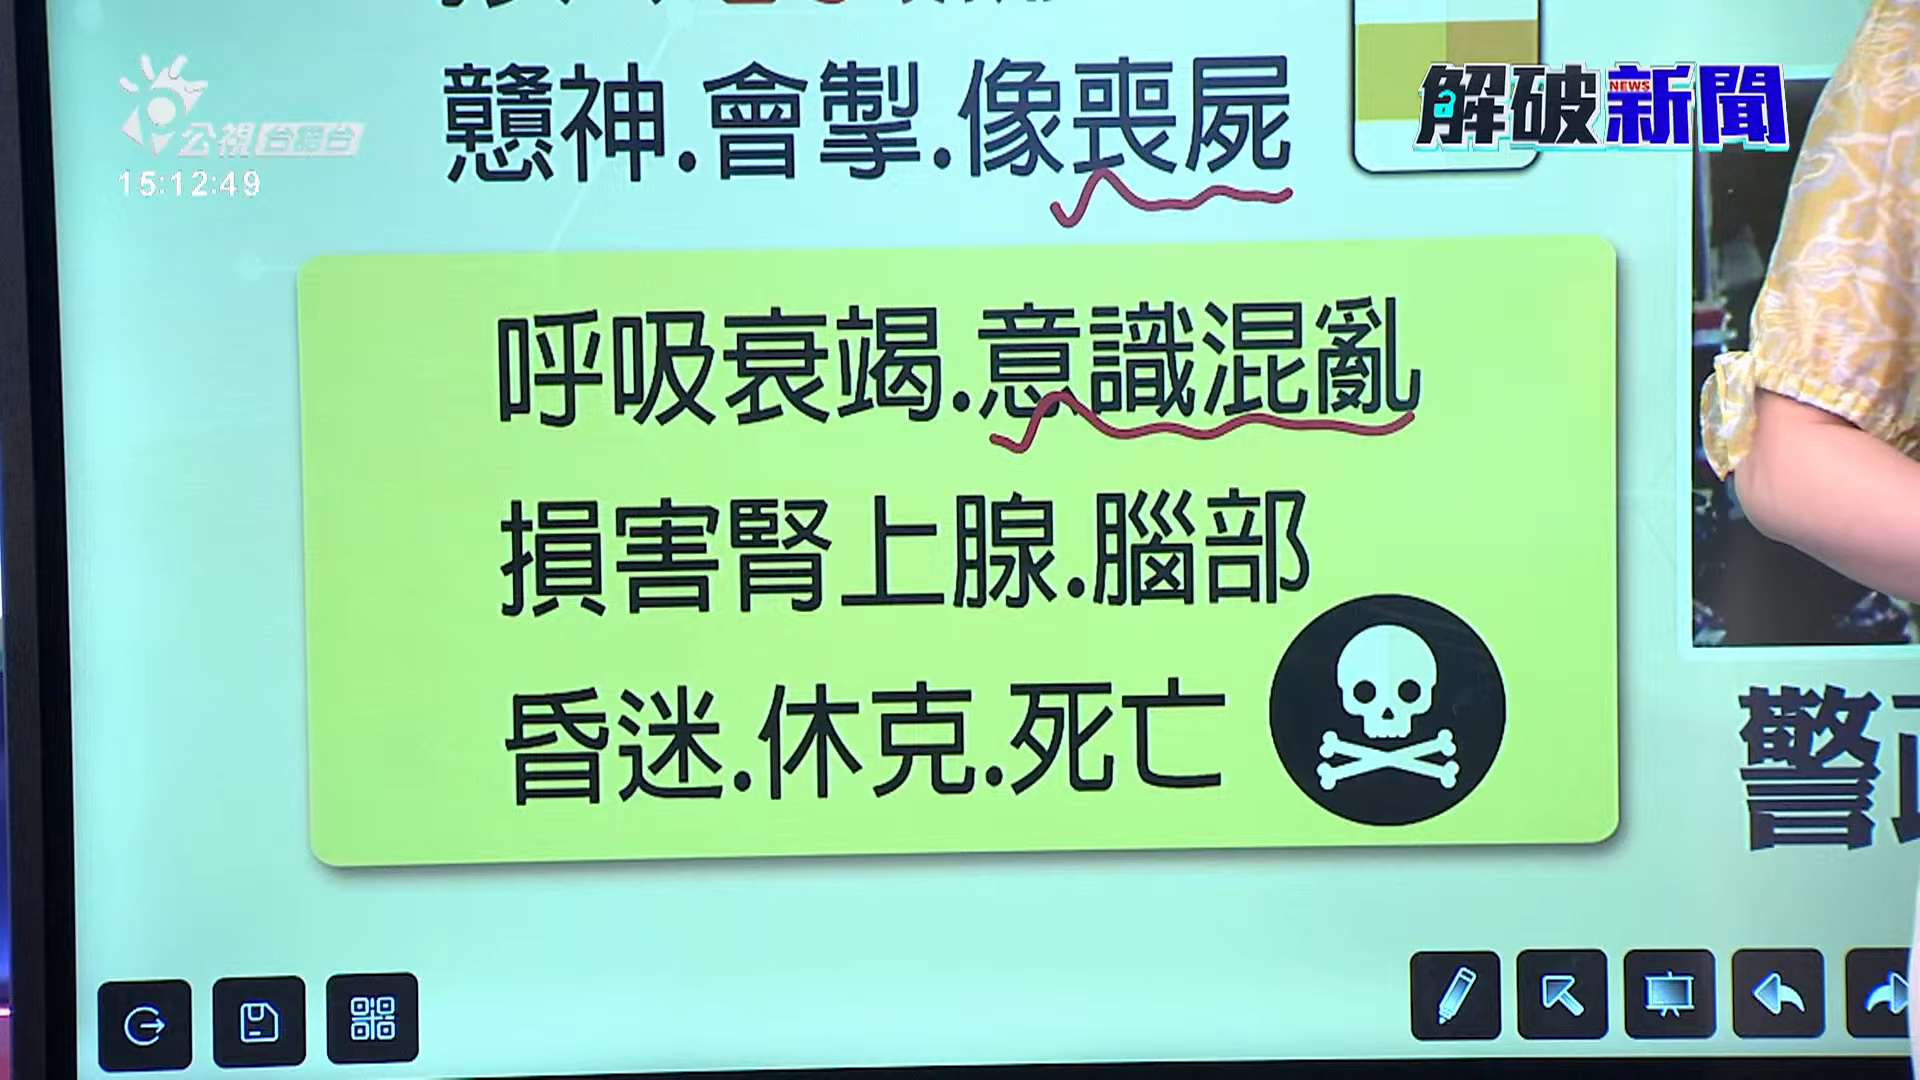 公視台語台
15:12:49
解破新聞
NEWS
戇神.會掣.像喪屍
呼吸衰竭.意識混亂
損害腎上腺.腦部
昏迷.休克.死亡
警政